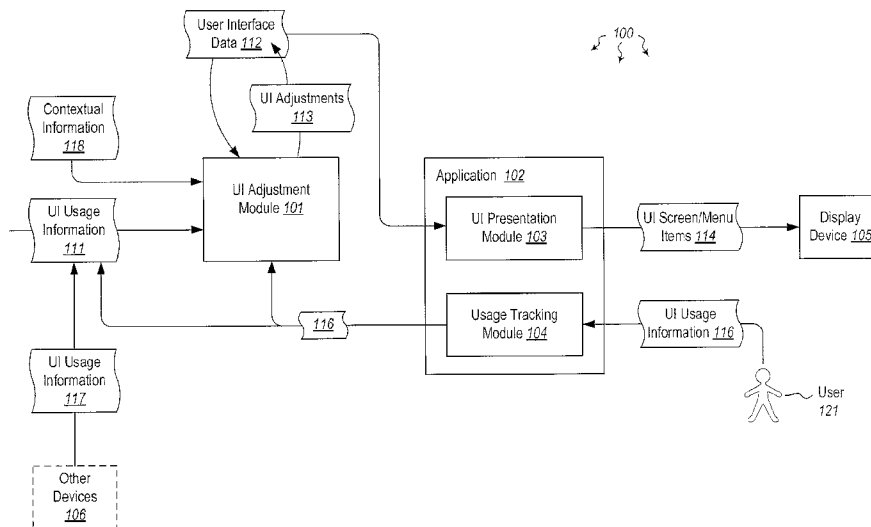 User Interface
Data 112
100
UI Adjustments
113
Contextual
Information
118
UI Adjustment
Module 101
Application 102
UI Usage
Information
111
UI Presentation
Module 103
UI Screen/Menu
Items 114
Display
Device 105
116
Usage Tracking
Module 104
UI Usage
Information 116
UI Usage
Information
117
User
121
Other
Devices
106